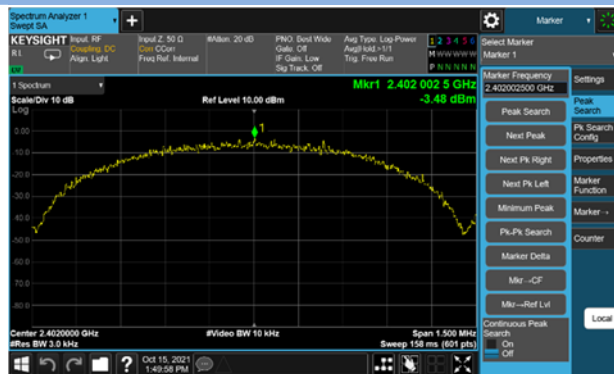 Spectrum Analyzer 1
Swept SA
Marker
KEYSIGHT
Input: RF
Coupling: DC
Align: Light
Input Z: 50 Ω
Corr CCorr
Freq Ref: Internal
#Atten: 20 dB
PNO: Best Wide
Gate: Off
IF Gain: Low
Sig Track: Off
Avg Type: Log-Power
Avg|Hold:>1/1
Trig: Free Run
1 2 3 4 5 6
M W W W W W
P N N N N N
Select Marker
Marker 1
1 Spectrum
Scale/Div 10 dB
Ref Level 10.00 dBm
Mkr1 2.402 002 5 GHz
-3.48 dBm
Log
1
0.00
-10.0
-20.0
-30.0
-40.0
-50.0
-60.0
-70.0
-80.0
Center 2.4020000 GHz
#Res BW 3.0 kHz
#Video BW 10 kHz
Span 1.500 MHz
Sweep 158 ms (601 pts)
Marker Frequency
2.402002500 GHz
Peak Search
Next Peak
Next Pk Right
Next Pk Left
Minimum Peak
Pk-Pk Search
Marker Delta
Mkr→CF
Mkr→Ref Lvl
Continuous Peak
Search
On
Off
Settings
Peak
Search
Pk Search
Config
Properties
Marker
Function
Marker→
Counter
Local
Oct 15, 2021
1:49:58 PM